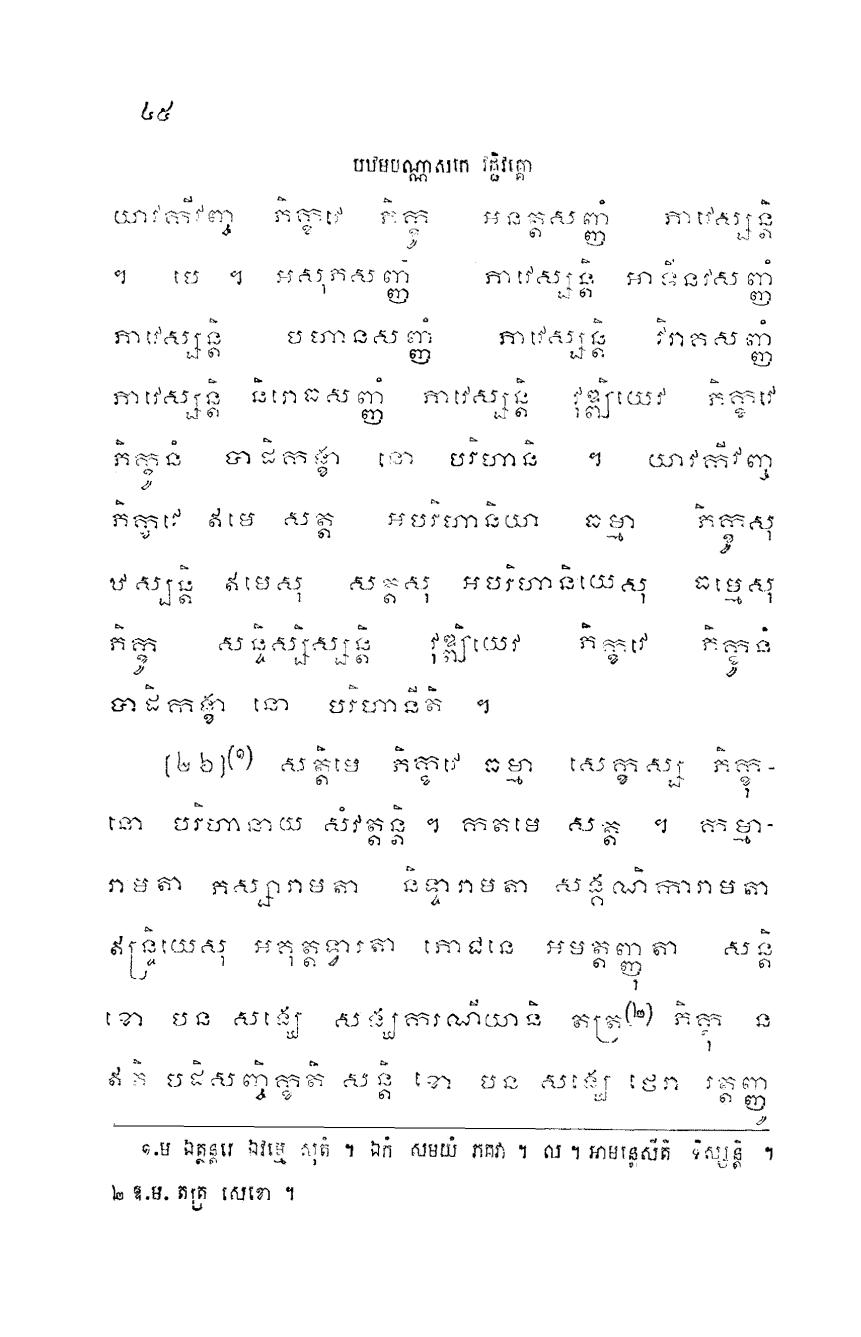 ៤៥
បឋមបណ្ណាសកេ វជ្ជិវគ្គោ
យាវកីវញ្ច ភិក្ខវេ ភិក្ខូ អនត្តសញ្ញំ ភាវេស្សន្តិ
។ បេ ។ អសុភសញ្ញំ ភាវេស្សន្តិ អាទីនវសញ្ញំ
ភាវេស្សន្តិ បហានសញ្ញំ ភាវេស្សន្តិ វិរាគសញ្ញំ
ភាវេស្សន្តិ និរោធសញ្ញំ ភាវេស្សន្តិ វុឌ្ឍិយេវ ភិក្ខវេ
ភិក្ខូនំ បាដិកង្ខា នោ បរិហានិ ។ យាវកីវញ្ច
ភិក្ខវេ ឥមេ សត្ត អបរិហានិយា ធម្មា ភិក្ខូសុ
ឋស្សន្តិ ឥមេសុ សត្តសុ អបរិហានិយេសុ ធម្មេសុ
ភិក្ខូ សន្ទិស្សិស្សន្តិ វុឌ្ឍិយេវ ភិក្ខវេ ភិក្ខូនំ
បាដិកង្ខា នោ បរិហានីតិ ។
[២៦](១) សត្តិមេ ភិក្ខវេ ធម្មា សេក្ខស្ស ភិក្ខុ-
នោ បរិហានាយ សំវត្តន្តិ ។ កតមេ សត្ត ។ កម្មា-
រាមតា ភស្សារាមតា និទ្ទារាមតា សង្គណិការាមតា
ឥន្ទ្រិយេសុ អគុត្តទ្វារតា ភោជនេ អមត្តញ្ញុតា សន្តិ
ខោ បន សង្ឃេ សង្ឃករណីយានិ តត្រ(២) ភិក្ខុ ន
ឥតិ បដិសញ្ចិក្ខតិ សន្តិ ខោ បន សង្ឃេ ថេរា រត្តញ្ញូ
១.ម ឯត្ថន្តរេ ឯវម្មេ សុតំ ។ ឯកំ សមយំ ភគវា ។ ល ។ អាមន្តេសីតិ ទិស្សន្តិ ។
២ ឱ.ម. តត្រ សេខោ ។